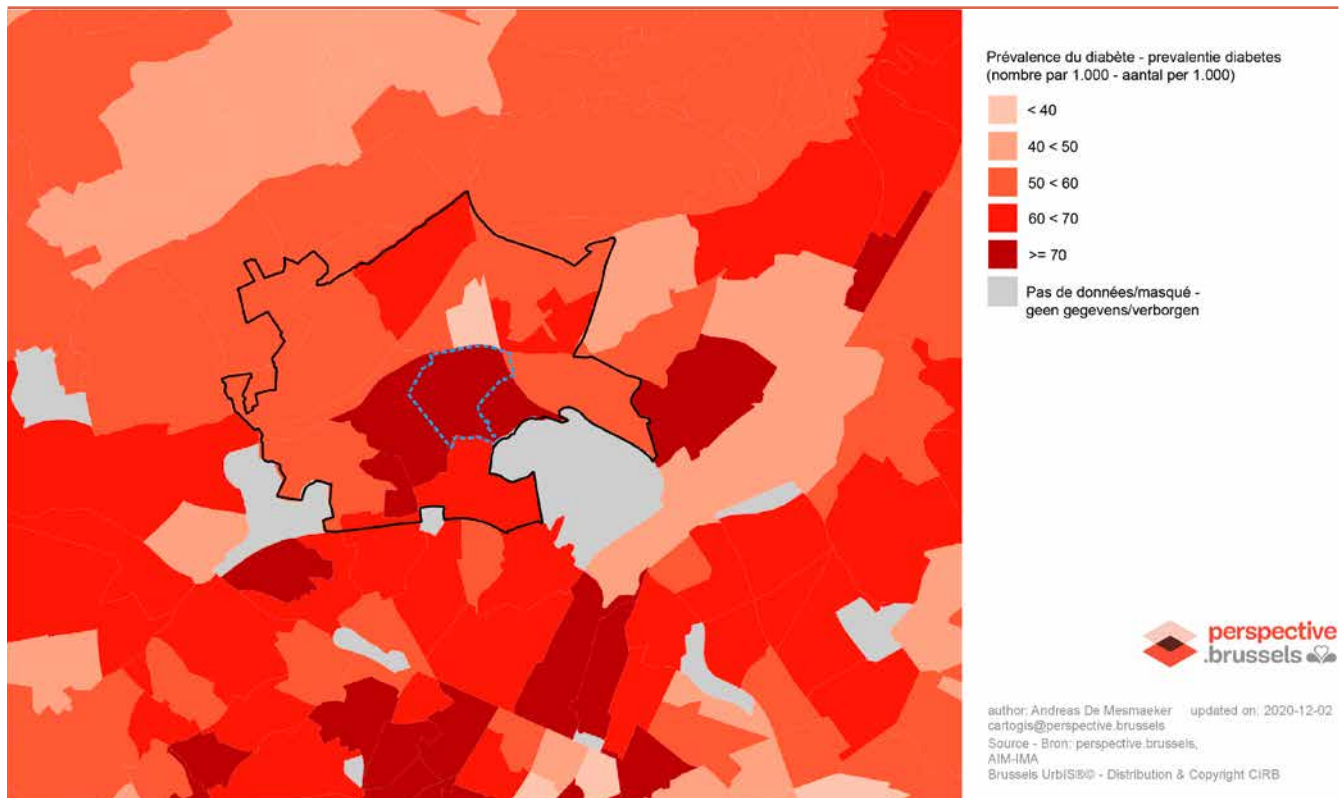 Prévalence du diabète - prevalentie diabetes
(nombre par 1.000 - aantal per 1.000)
< 40
40 < 50
50 < 60
60 < 70
>= 70
Pas de données/masqué -
geen gegevens/verborgen
perspective
.brussels
author: Andreas De Mesmaeker updated on: 2020-12-02
cartogis@perspective.brussels
Source - Bron: perspective.brussels,
AIM-IMA
Brussels UrbIS®© - Distribution & Copyright CIRB